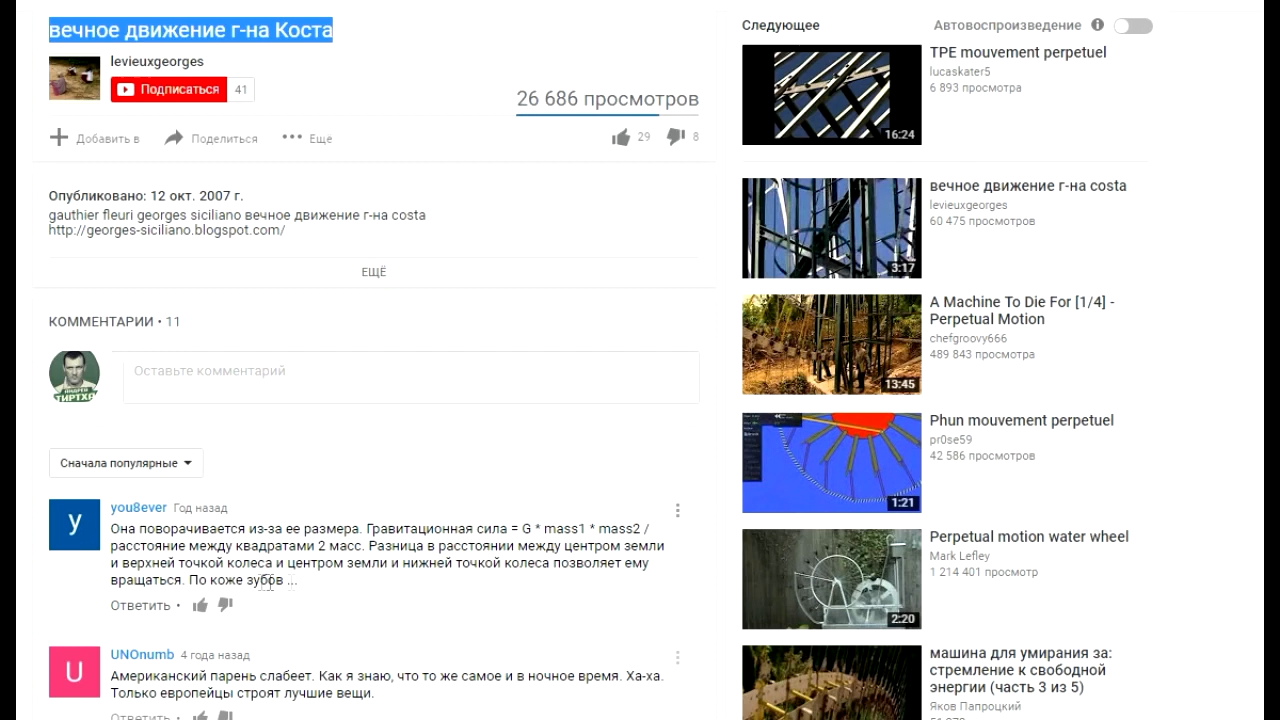 вечное движение г-на Коста
levieuxgeorges
Подписаться 41
26 686 просмотров
Добавить в Поделиться Еще
29 8
Опубликовано: 12 окт. 2007 г.
gauthier fleuri georges siciliano вечное движение г-на costa
http://georges-siciliano.blogspot.com/
ЕЩЁ
КОММЕНТАРИИ • 11
АНДРЕЙ
ТИРТХА
Оставьте комментарий
Сначала популярные
y
you8ever Год назад
Она поворачивается из-за ее размера. Гравитационная сила = G * mass1 * mass2 /
расстояние между квадратами 2 масс. Разница в расстоянии между центром земли
и верхней точкой колеса и центром земли и нижней точкой колеса позволяет ему
вращаться. По коже зубов ...
Ответить •
U
UNOnumb 4 года назад
Американский парень слабеет. Как я знаю, что то же самое и в ночное время. Ха-ха.
Только европейцы строят лучшие вещи.
Ответить •
Следующее Автовоспроизведение
TPE mouvement perpetuel
lucaskater5
6 893 просмотра
16:24
вечное движение г-на costa
levieuxgeorges
60 475 просмотров
3:17
A Machine To Die For [1/4] -
Perpetual Motion
chefgroovy666
489 843 просмотра
13:45
Phun mouvement perpetuel
pr0se59
42 586 просмотров
1:21
Perpetual motion water wheel
Mark Lefley
1 214 401 просмотр
2:20
машина для умирания за:
стремление к свободной
энергии (часть 3 из 5)
Яков Папроцкий